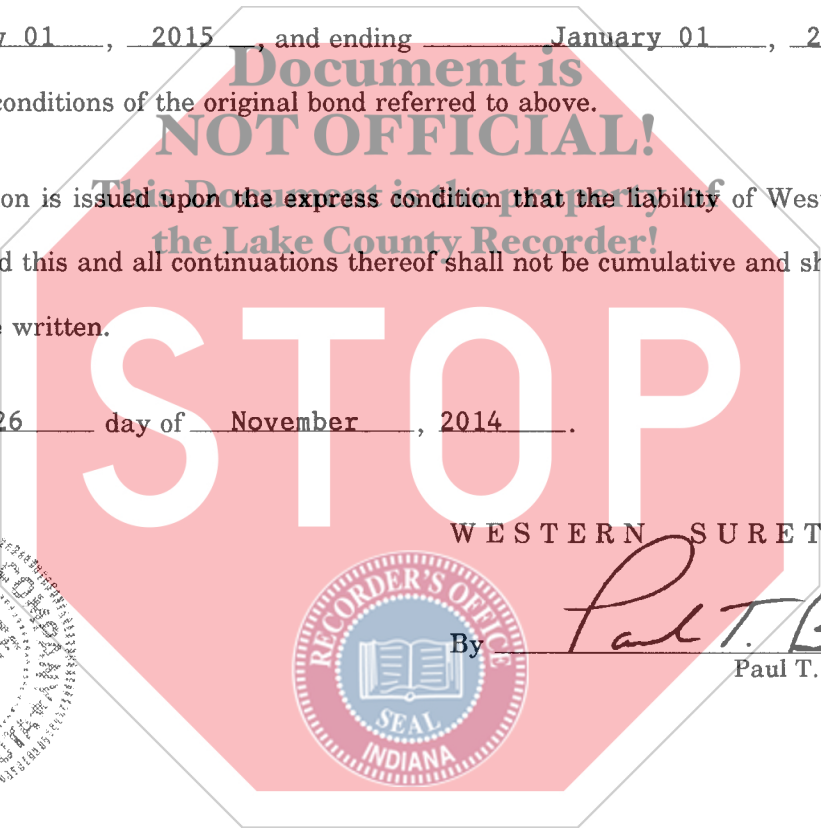 01, 2015, and ending January 01, 2
Document is
conditions of the original bond referred to above.
NOT OFFICIAL!
on is issued upon the express condition that the liability of Wes
This Document is the property of
the Lake County Recorder!
d this and all continuations thereof shall not be cumulative and sh
written.
STOP
26 day of November, 2014.
WESTERN SURET
RECORDER'S OFFICE
SEAL
INDIANA
COMPANY
By Paul T. B
Paul T.